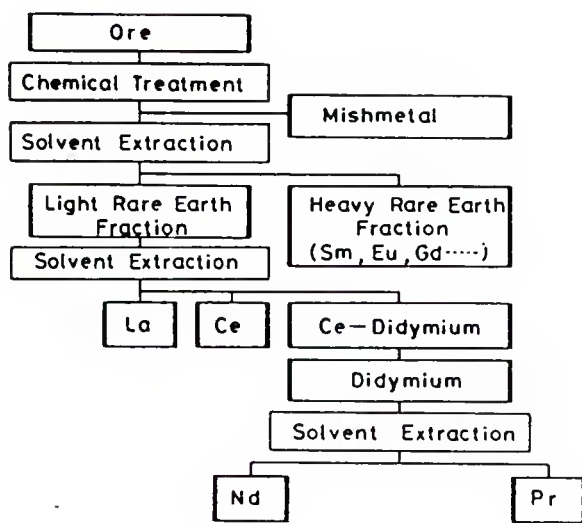 Ore
Chemical Treatment
Mishmetal
Solvent Extraction
Light Rare Earth
Fraction
Heavy Rare Earth
Fraction
(Sm, Eu, Gd·····)
Solvent Extraction
La
Ce
Ce-Didymium
Didymium
Solvent Extraction
Nd
Pr